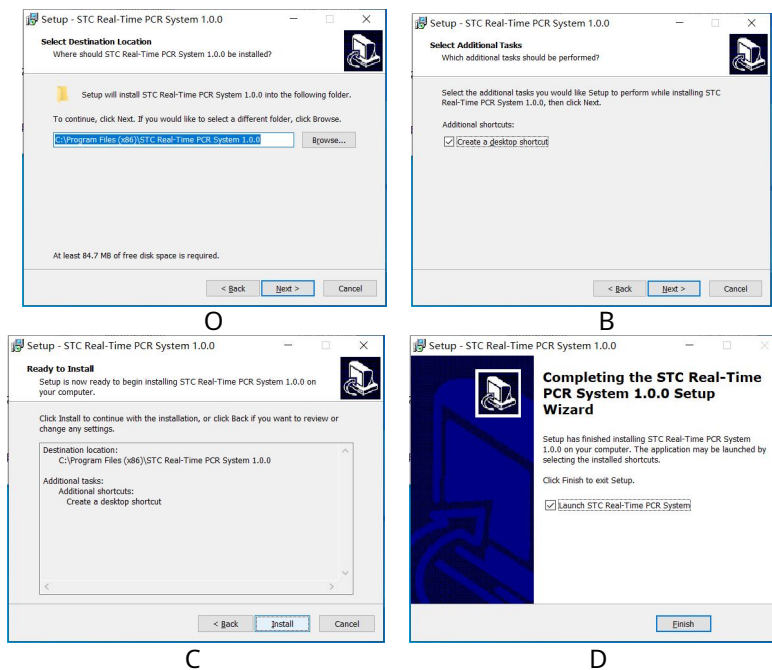 Setup - STC Real-Time PCR System 1.0.0
Select Destination Location
Where should STC Real-Time PCR System 1.0.0 be installed?
Setup will install STC Real-Time PCR System 1.0.0 into the following folder.
To continue, click Next. If you would like to select a different folder, click Browse.
C:\Program Files (x86)\STC Real-Time PCR System 1.0.0
Browse...
At least 84.7 MB of free disk space is required.
< Back Next > Cancel
O
Setup - STC Real-Time PCR System 1.0.0
Select Additional Tasks
Which additional tasks should be performed?
Select the additional tasks you would like Setup to perform while installing STC
Real-Time PCR System 1.0.0, then click Next.
Additional shortcuts:
Create a desktop shortcut
< Back Next > Cancel
B
Setup - STC Real-Time PCR System 1.0.0
Ready to Install
Setup is now ready to begin installing STC Real-Time PCR System 1.0.0 on
your computer.
Click Install to continue with the installation, or click Back if you want to review or
change any settings.
Destination location:
C:\Program Files (x86)\STC Real-Time PCR System 1.0.0
Additional tasks:
Additional shortcuts:
Create a desktop shortcut
< Back Install Cancel
C
Setup - STC Real-Time PCR System 1.0.0
Completing the STC Real-Time
PCR System 1.0.0 Setup
Wizard
Setup has finished installing STC Real-Time PCR System
1.0.0 on your computer. The application may be launched by
selecting the installed shortcuts.
Click Finish to exit Setup.
Launch STC Real-Time PCR System
Finish
D